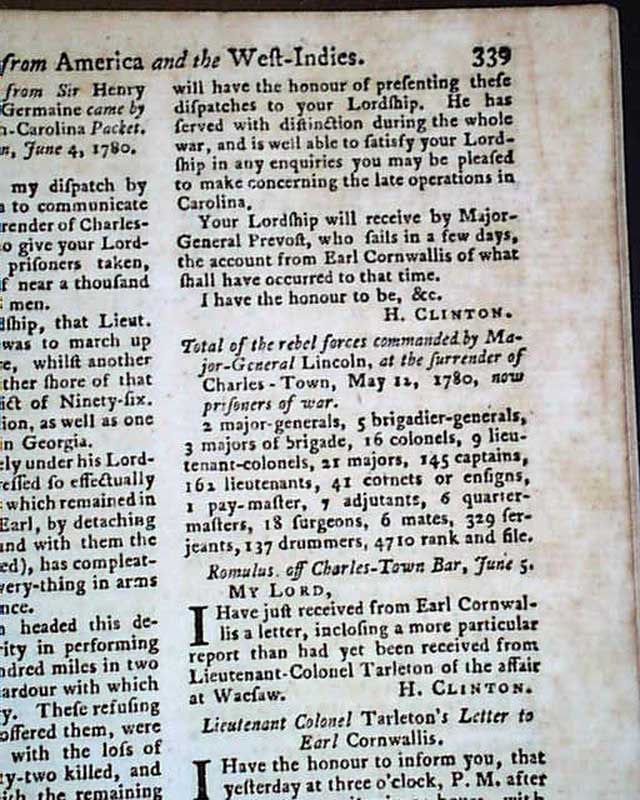 from America and the West-Indies. 339
from Sir Henry
Germaine came by
h-Carolina Packet.
n, June 4, 1780.
my diſpatch by
to communicate
render of Charles-
o give your Lord-
priſoners taken,
f near a thouſand
men.
dſhip, that Lieut.
was to march up
re, whilſt another
ther ſhore of that
ict of Ninety-ſix.
ion, as well as one
n Georgia.
ely under his Lord-
reſſed ſo effectually
which remained in
Earl, by detaching
and with them the
ed), has compleat-
very-thing in arms
nce.
headed this de-
rity in performing
ndred miles in two
ardour with which
y. Theſe refuſing
offered them, were
with the loſs of
ty-two killed, and
ith the remaining
will have the honour of preſenting theſe
diſpatches to your Lordſhip. He has
ſerved with diſtinction during the whole
war, and is well able to ſatisfy your Lord-
ſhip in any enquiries you may be pleaſed
to make concerning the late operations in
Carolina.
Your Lordſhip will receive by Major-
General Prevoſt, who ſails in a few days,
the account from Earl Cornwallis of what
ſhall have occurred to that time.
I have the honour to be, &c.
H. CLINTON.
Total of the rebel forces commanded by Ma-
jor-General Lincoln, at the ſurrender of
Charles-Town, May 12, 1780, now
priſoners of war.
2 major-generals, 5 brigadier-generals,
3 majors of brigade, 16 colonels, 9 lieu-
tenant-colonels, 21 majors, 145 captains,
162 lieutenants, 41 cornets or enſigns,
1 pay-maſter, 7 adjutants, 6 quarter-
maſters, 18 ſurgeons, 6 mates, 329 ſer-
jeants, 137 drummers, 4710 rank and file.
Romulus, off Charles-Town Bar, June 5.
MY LORD,
I Have juſt received from Earl Cornwal-
lis a letter, incloſing a more particular
report than had yet been received from
Lieutenant-Colonel Tarleton of the affair
at Wacſaw. H. CLINTON.
Lieutenant Colonel Tarleton's Letter to
Earl Cornwallis.
I Have the honour to inform you, that
yeſterday at three o'clock, P. M. after